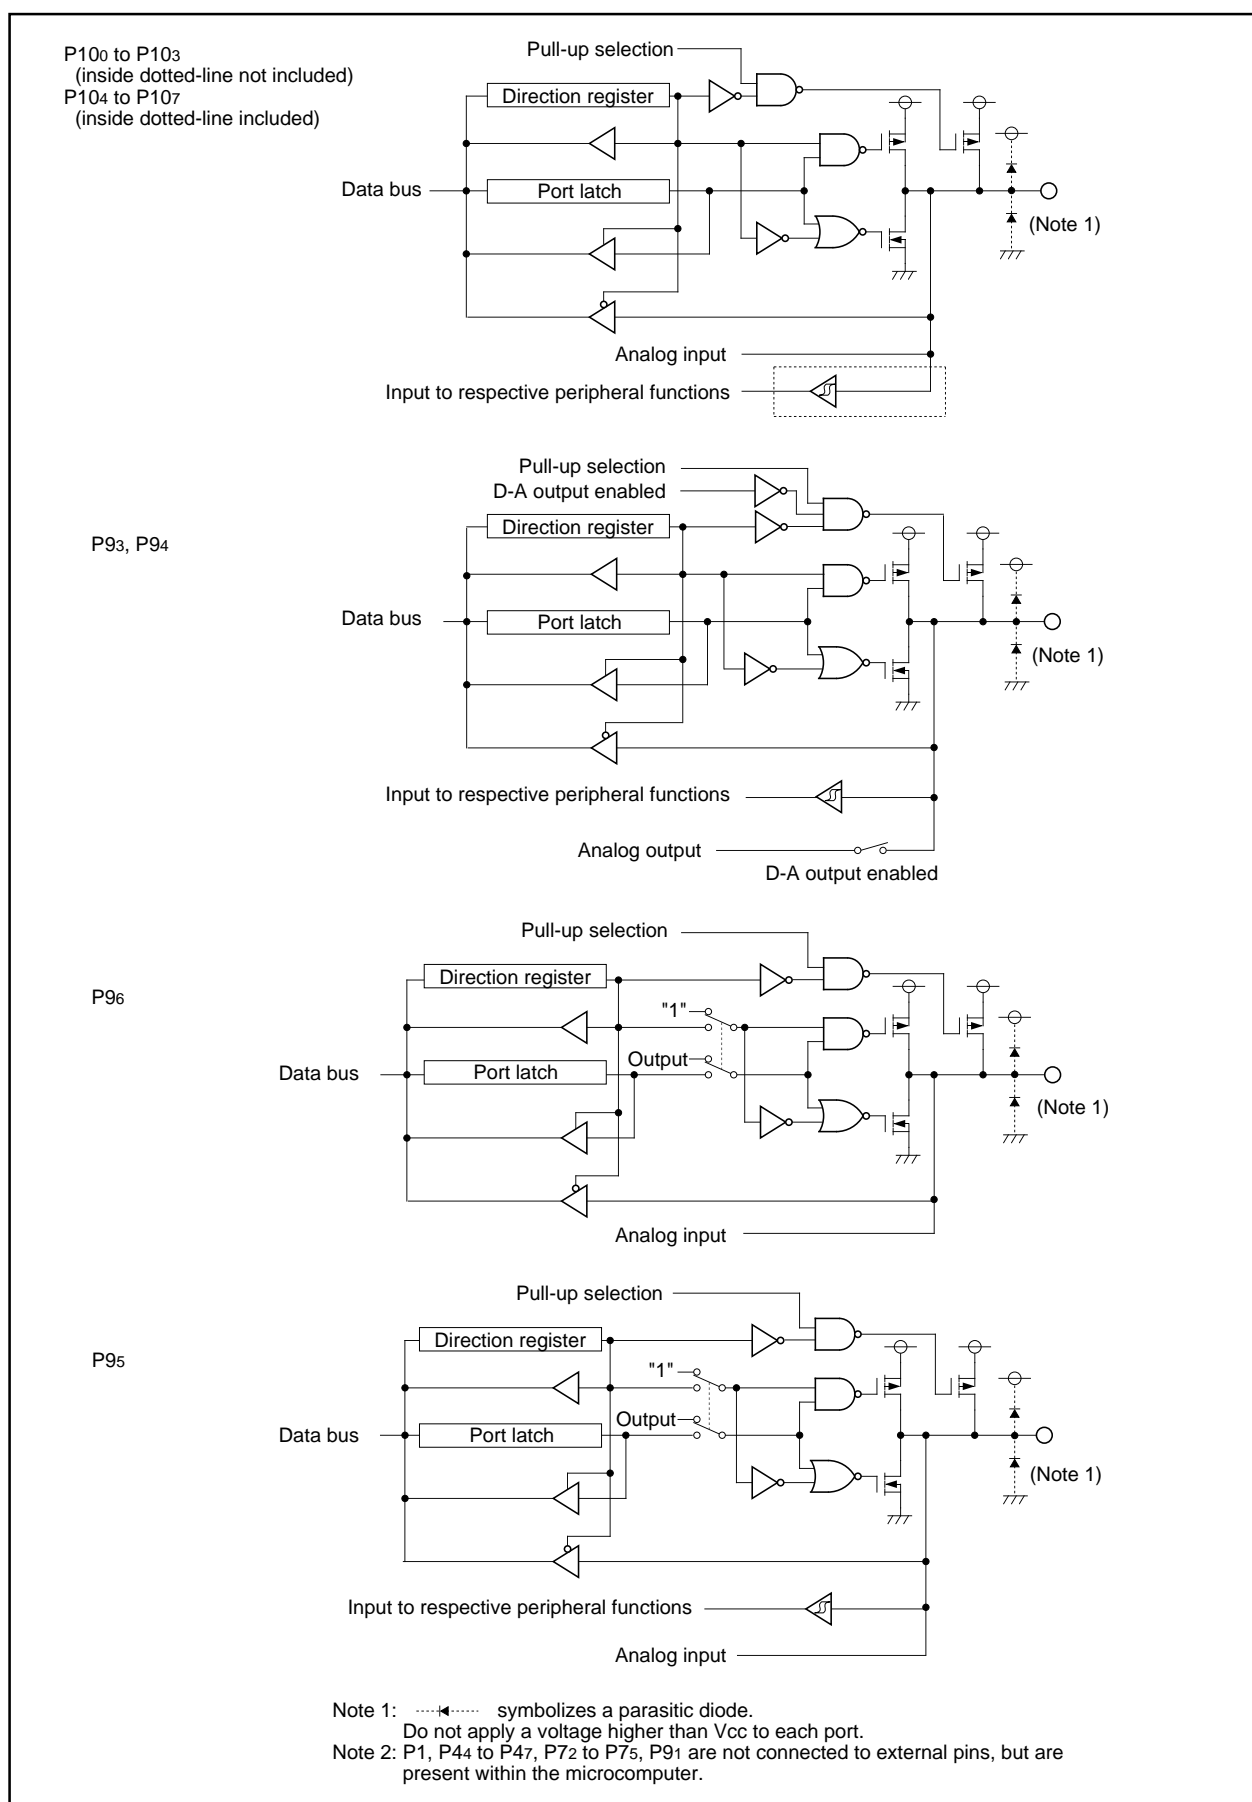 P100 to P103
(inside dotted-line not included)
P104 to P107
(inside dotted-line included)
Pull-up selection
Direction register
Data bus
Port latch
(Note 1)
Analog input
Input to respective peripheral functions
P93, P94
Pull-up selection
D-A output enabled
Direction register
Data bus
Port latch
(Note 1)
Input to respective peripheral functions
Analog output
D-A output enabled
P96
Pull-up selection
Direction register
"1"
Output
Data bus
Port latch
(Note 1)
Analog input
P95
Pull-up selection
Direction register
"1"
Output
Data bus
Port latch
(Note 1)
Input to respective peripheral functions
Analog input
Note 1: symbolizes a parasitic diode.
Do not apply a voltage higher than Vcc to each port.
Note 2: P1, P44 to P47, P72 to P75, P91 are not connected to external pins, but are
present within the microcomputer.